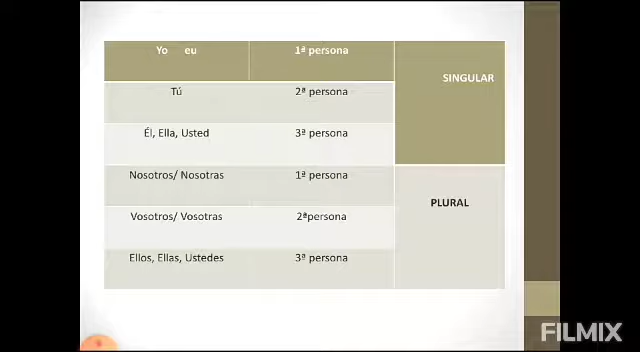 Yo eu 1ª persona
SINGULAR
Tú 2ª persona
Él, Ella, Usted 3ª persona
Nosotros/ Nosotras 1ª persona
PLURAL
Vosotros/ Vosotras 2ªpersona
Ellos, Ellas, Ustedes 3ª persona
FILMIX